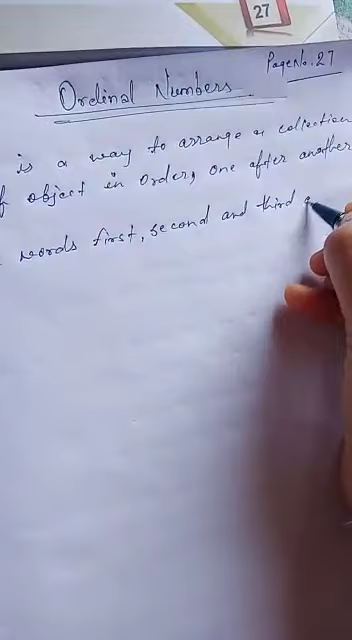 27
Page No. 27
Ordinal Numbers
is a way to arrange a collection
f object in order, one after another
words first, second and third a